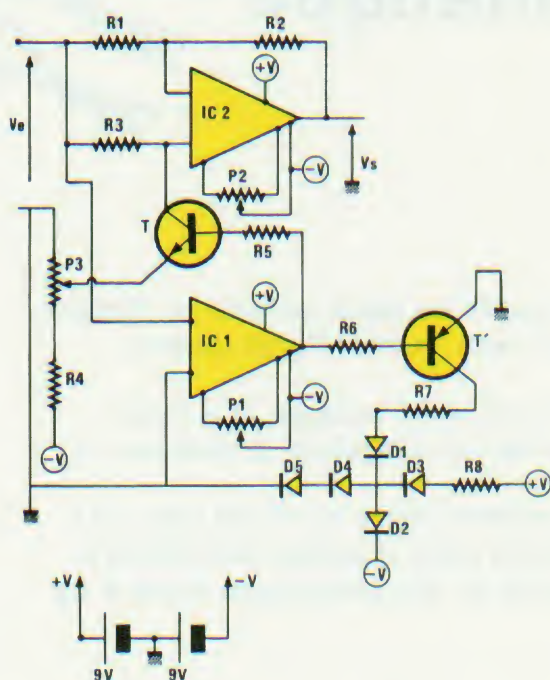 R1
R2
+V
IC 2
Ve
R3
P2
-V
Vs
T
P3
R5
+V
IC 1
R6
T'
R4
P1
-V
R7
-V
D1
D5
D4
D3
R8
+V
D2
-V
+V
-V
9V
9V